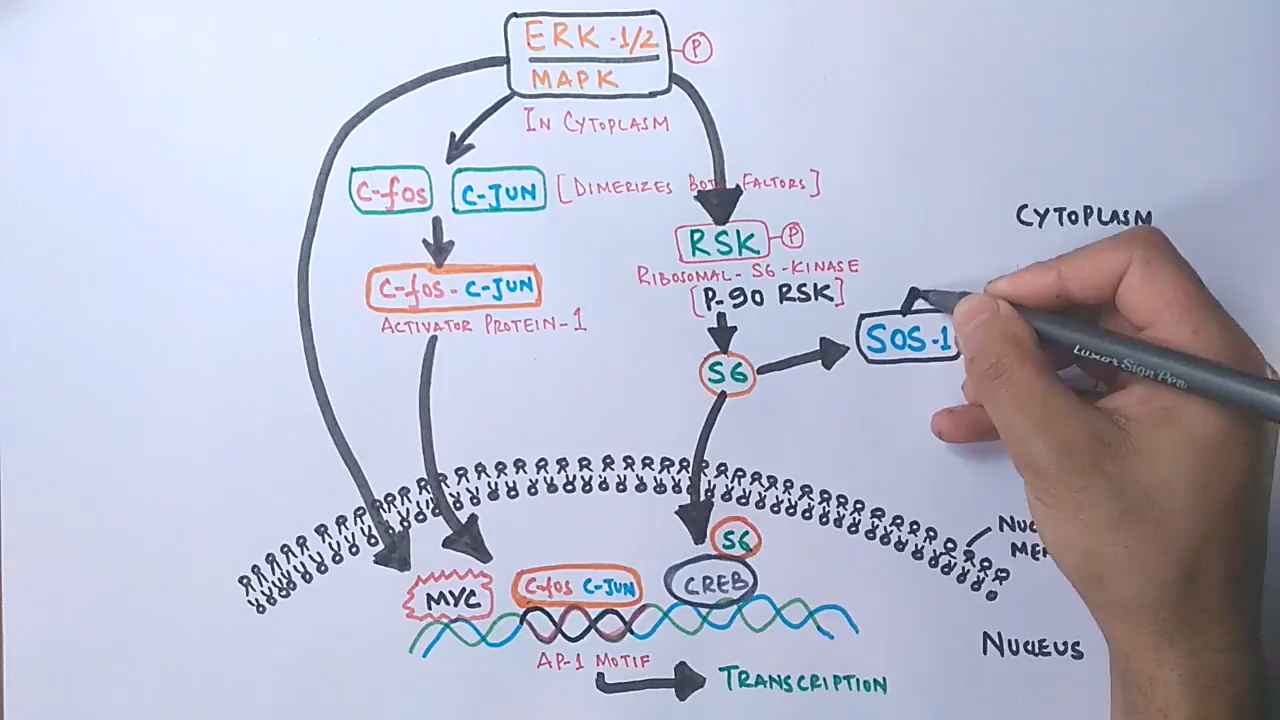 ERK-1/2
P
MAPK
IN CYTOPLASM
C-fos C-JUN [DIMERIZES FACTORS]
CYTOPLASM
RSK P
RIBOSOMAL-S6-KINASE
C-fos-C-JUN
[P-90 RSK]
ACTIVATOR PROTEIN-1
SOS-1
Luxor Sign Pen
S6
S6
MYC C-fos C-JUN CREB
NUCLEUS
AP-1 MOTIF
TRANSCRIPTION